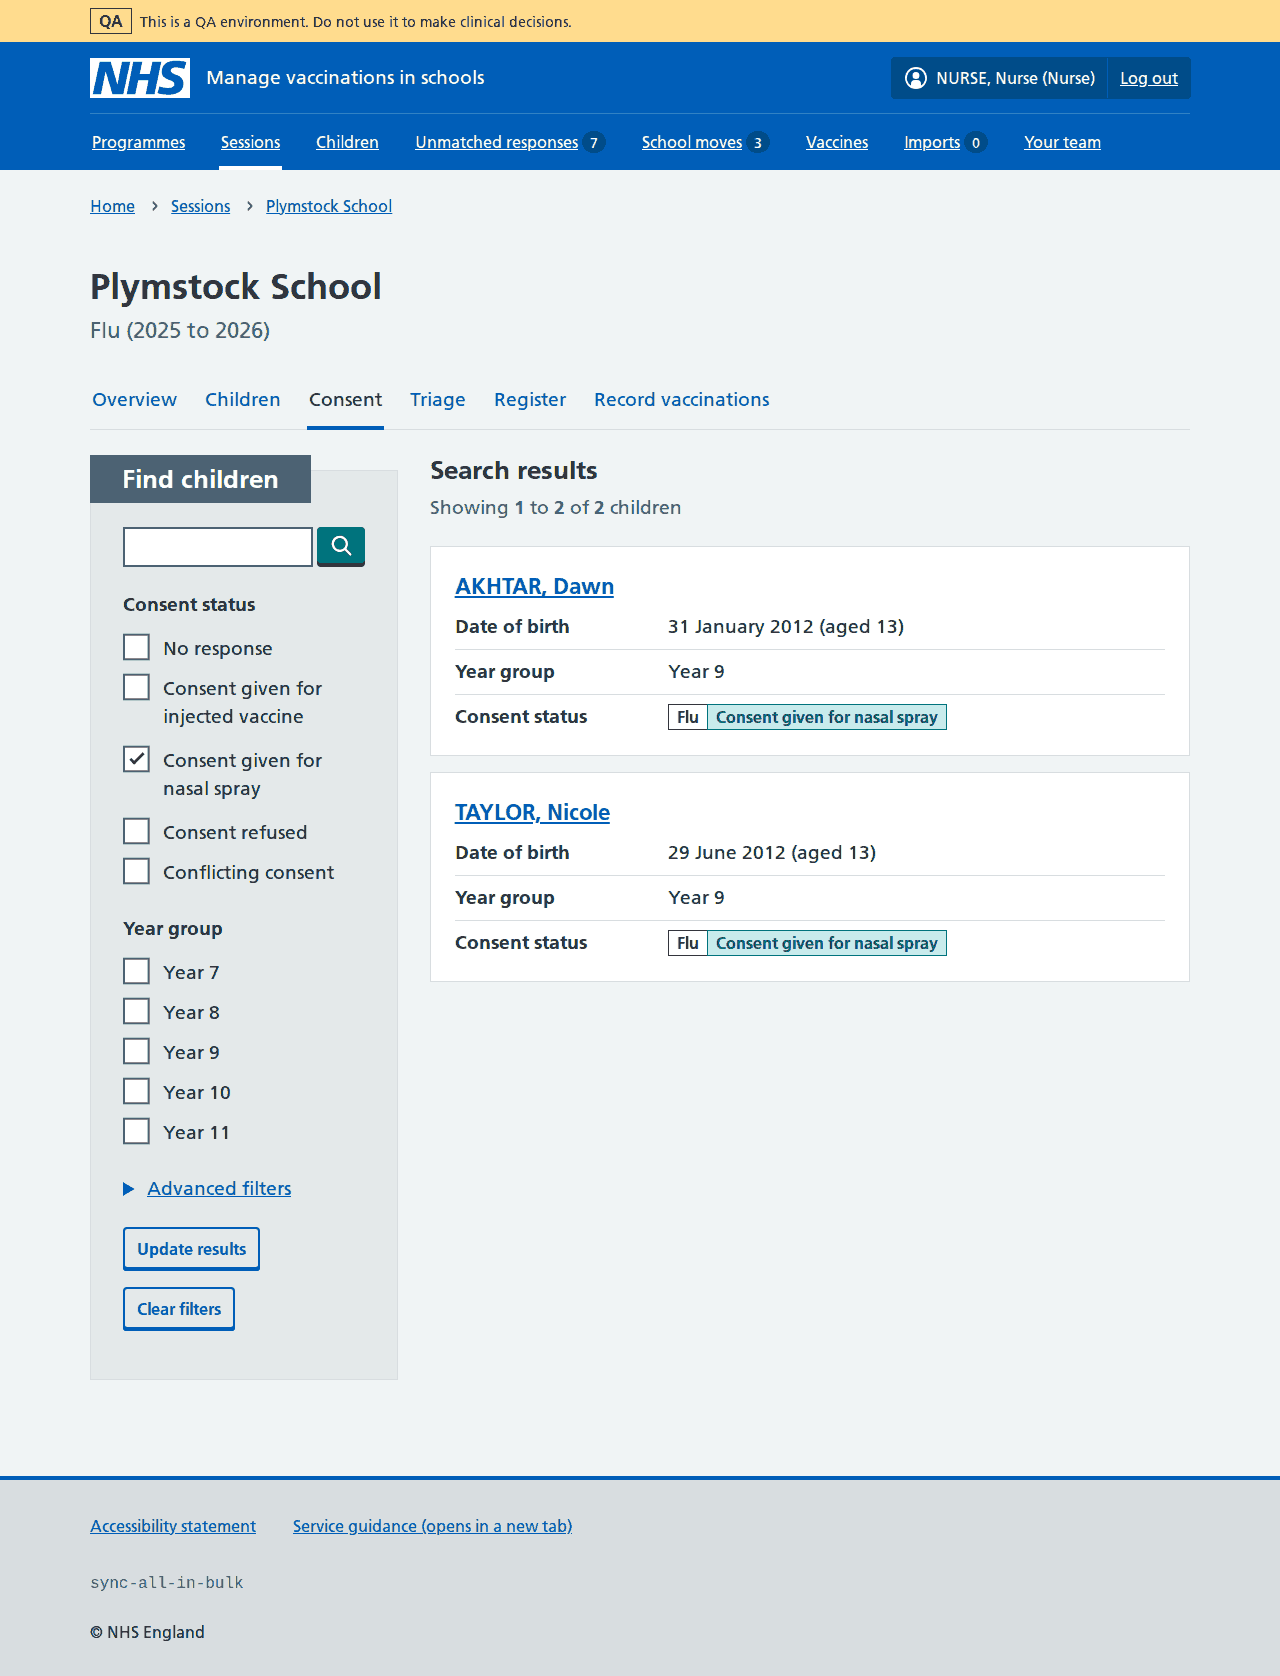 QA This is a QA environment. Do not use it to make clinical decisions.
NHS Manage vaccinations in schools NURSE, Nurse (Nurse) Log out
Programmes Sessions Children Unmatched responses 7 School moves 3 Vaccines Imports 0 Your team
Home Sessions Plymstock School
Plymstock School
Flu (2025 to 2026)
Overview Children Consent Triage Register Record vaccinations
Find children
Consent status
No response
Consent given for
injected vaccine
Consent given for
nasal spray
Consent refused
Conflicting consent
Year group
Year 7
Year 8
Year 9
Year 10
Year 11
Advanced filters
Update results
Clear filters
Search results
Showing 1 to 2 of 2 children
AKHTAR, Dawn
Date of birth 31 January 2012 (aged 13)
Year group Year 9
Consent status Flu Consent given for nasal spray
TAYLOR, Nicole
Date of birth 29 June 2012 (aged 13)
Year group Year 9
Consent status Flu Consent given for nasal spray
Accessibility statement Service guidance (opens in a new tab)
sync-all-in-bulk
© NHS England